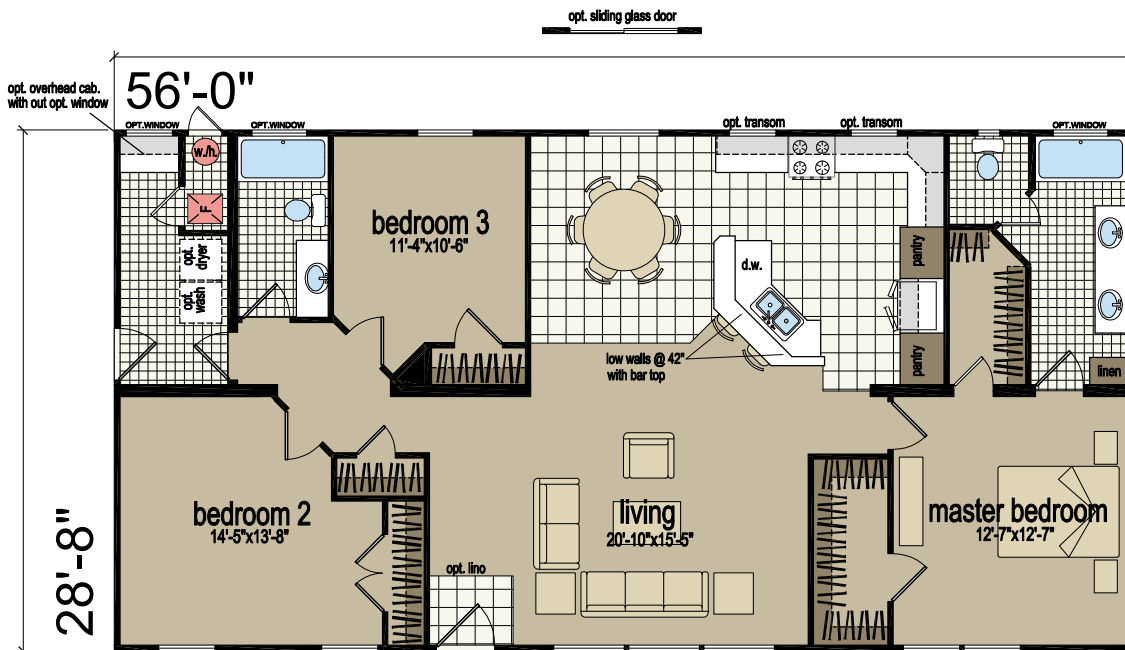 opt. sliding glass door
opt. overhead cab.
with out opt. window
56'-0"
OPT.WINDOW
OPT.WINDOW
opt. transom
opt. transom
OPT.WINDOW
w./h.
F
opt.
dryer
opt.
wash
bedroom 3
11'-4"x10'-6"
d.w.
pantry
low walls @ 42"
with bar top
pantry
linen
bedroom 2
14'-5"x13'-8"
living
20'-10"x15'-5"
master bedroom
12'-7"x12'-7"
opt. lino
28'-8"